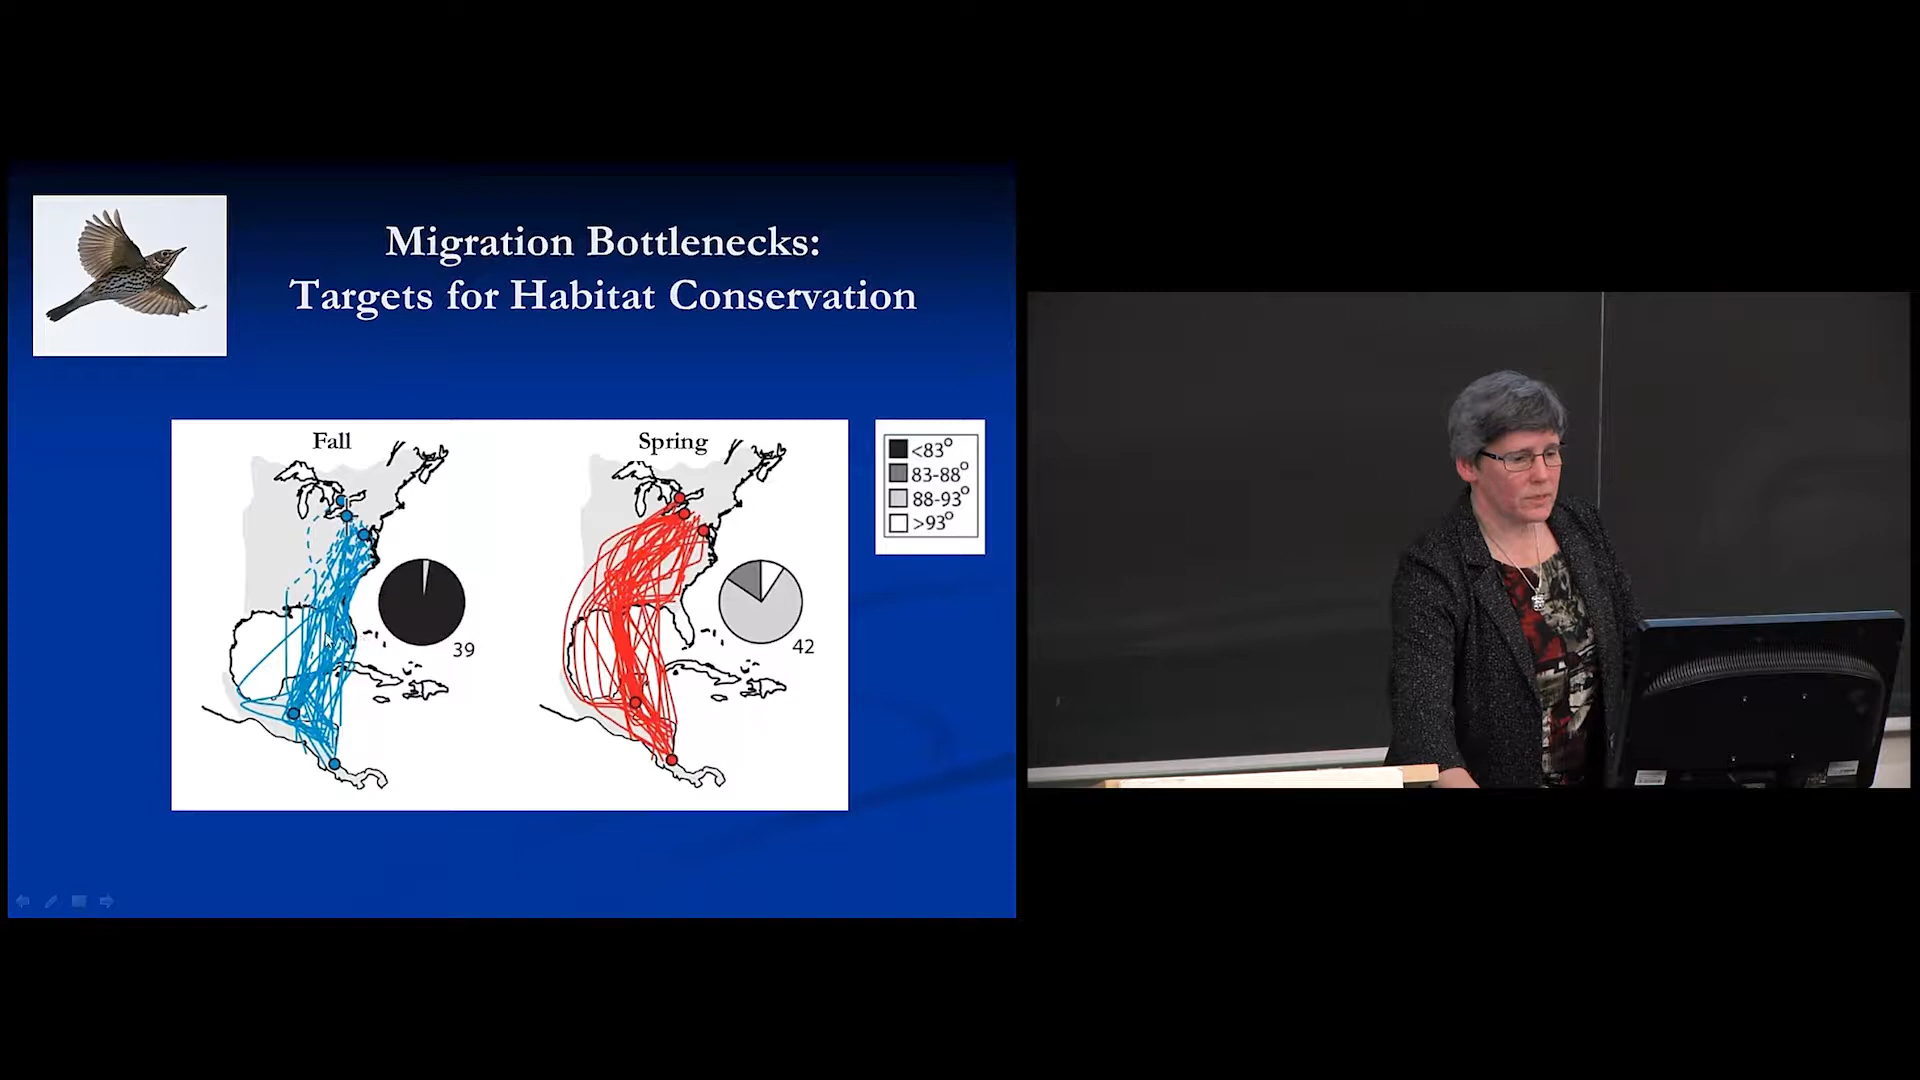 Migration Bottlenecks:
Targets for Habitat Conservation
Fall
Spring
39
42
<83°
83-88°
88-93°
>93°